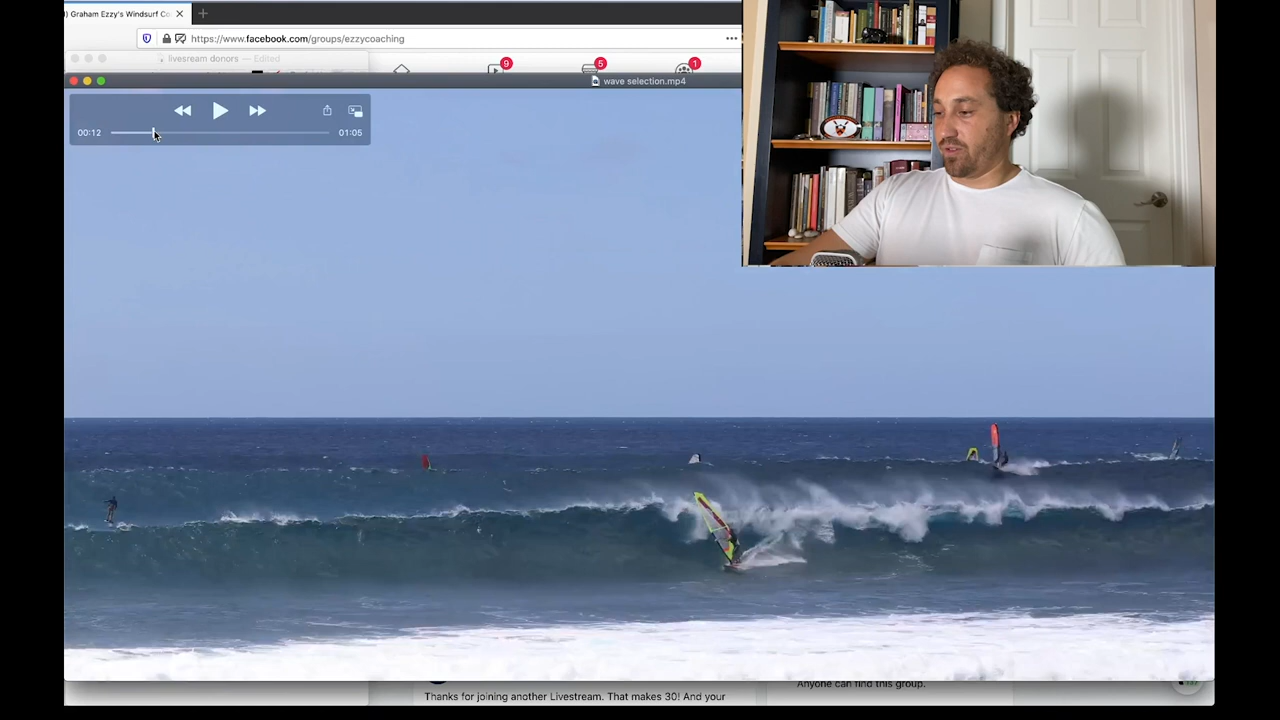 ) Graham Ezzy's Windsurf Co
https://www.facebook.com/groups/ezzycoaching
livesream donors — Edited
9
5
1
wave selection.mp4
00:12
01:05
Anyone can find this group.
Thanks for joining another Livestream. That makes 30! And your